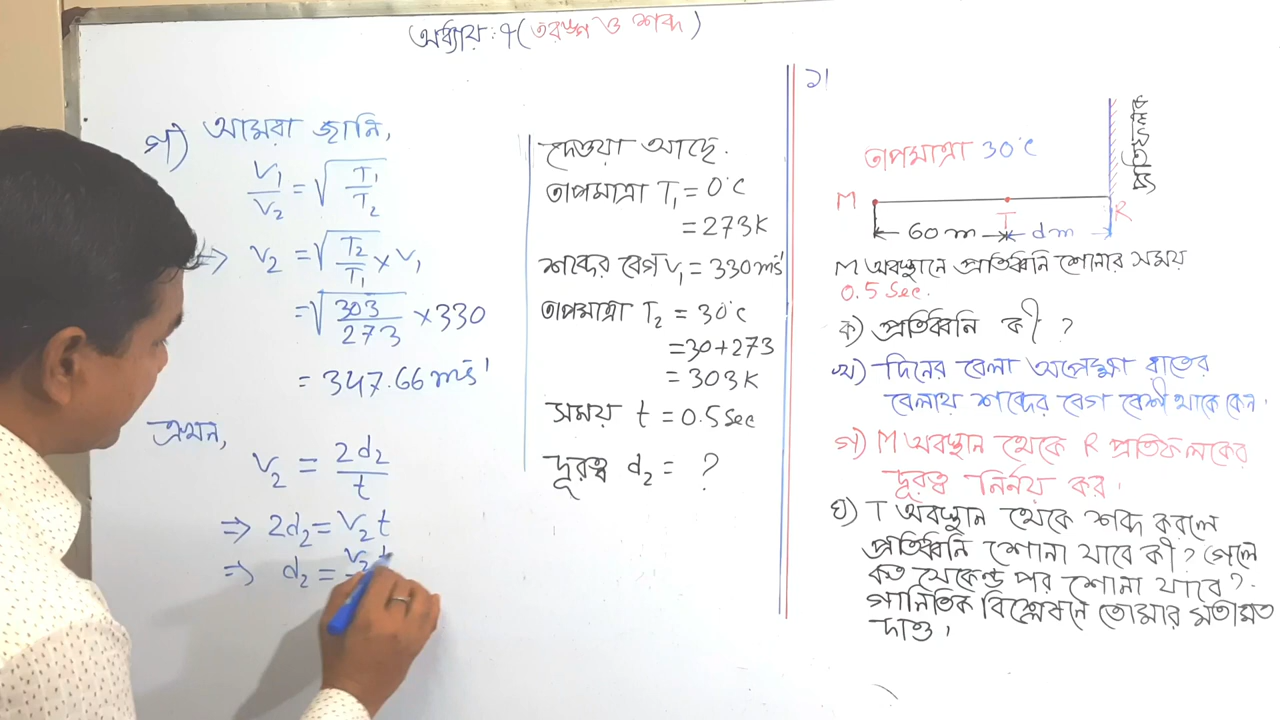 অধ্যায়: ৭ (তরঙ্গ ও শব্দ)
গ) আমরা জানি,
V₁/V₂ = √(T₁/T₂)
⇒ V₂ = √(T₂/T₁) × V₁
= √(303/273) × 330
= 347.66 ms⁻¹
এখন,
V₂ = 2d₂/t
⇒ 2d₂ = V₂t
⇒ d₂ = V₂t
দেওয়া আছে.
তাপমাত্রা T₁ = 0°C
= 273K
শব্দের বেগ V₁ = 330ms⁻¹
তাপমাত্রা T₂ = 30°C
= 30+273
= 303K
সময় t = 0.5 Sec
দূরত্ব d₂ = ?
১।
তাপমাত্রা 30°C
প্রতিফলক
M
T
R
60 m
d m
M অবস্থানে প্রতিধ্বনি শোনার সময়
0.5 Sec.
ক) প্রতিধ্বনি কী ?
খ) দিনের বেলা অপেক্ষা রাতের
বেলায় শব্দের বেগ বেশী থাকে কেন।
গ) M অবস্থান থেকে R প্রতিফলকের
দূরত্ব নির্নয় কর।
ঘ) T অবস্থান থেকে শব্দ করলে
প্রতিধ্বনি শোনা যাবে কী? গেলে
কত সেকেন্ড পর শোনা যাবে?
গানিতিক বিশ্লেষনে তোমার মতামত
দাও।